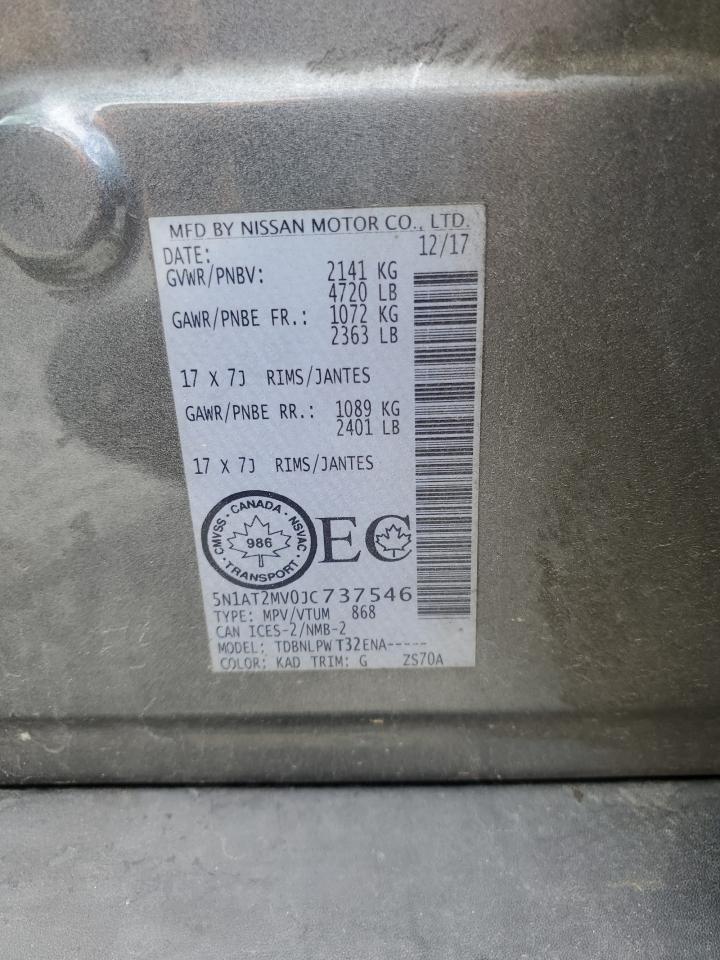 MFD BY NISSAN MOTOR CO., LTD.
DATE: 12/17
GVWR/PNBV: 2141 KG
4720 LB
GAWR/PNBE FR.: 1072 KG
2363 LB
17 X 7J RIMS/JANTES
GAWR/PNBE RR.: 1089 KG
2401 LB
17 X 7J RIMS/JANTES
CMVSS · CANADA · NSVAC · TRANSPORT ·
986
EC
5N1AT2MV0JC737546
TYPE: MPV/VTUM 868
CAN ICES-2/NMB-2
MODEL: TDBNLPW T32ENA-----
COLOR: KAD TRIM: G ZS70A